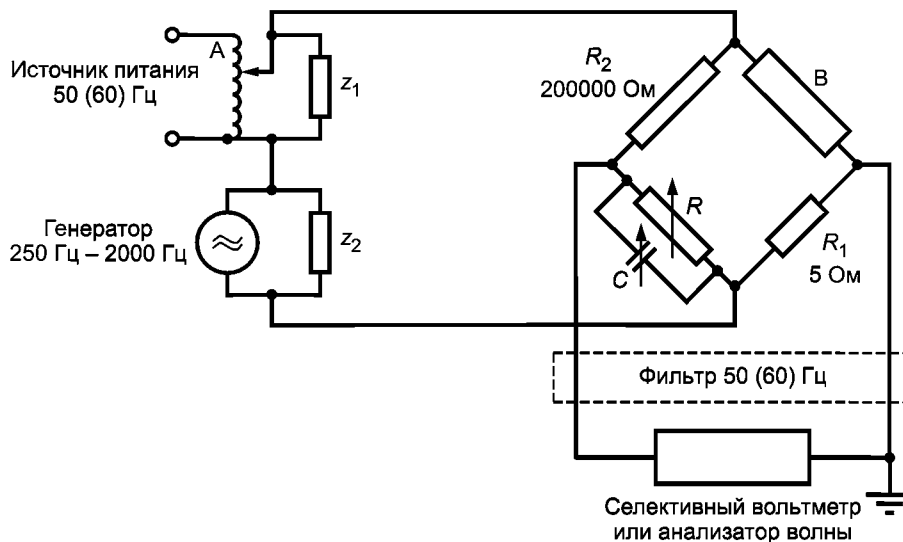 A
Источник питания
50 (60) Гц
z1
R2
200000 Ом
B
Генератор
250 Гц – 2000 Гц
z2
R
C
R1
5 Ом
Фильтр 50 (60) Гц
Селективный вольтметр
или анализатор волны